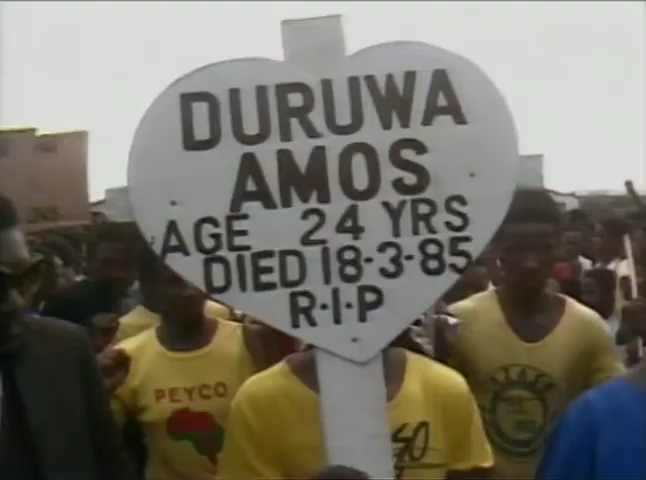 DURUWA
AMOS
AGE 24 YRS
DIED 18-3-85
R·I·P
PEYCO